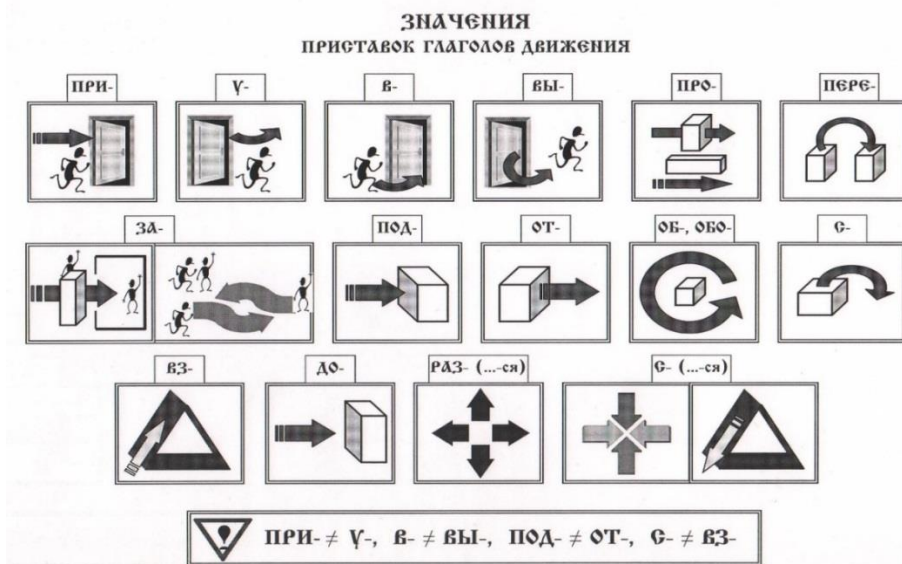 ЗНАЧЕНИЯ
ПРИСТАВОК ГЛАГОЛОВ ДВИЖЕНИЯ
ПРИ-
У-
В-
ВЫ-
ПРО-
ПЕРЕ-
ЗА-
ПОД-
ОТ-
ОБ-, ОБО-
С-
ВЗ-
ДО-
РАЗ- (...-ся)
С- (...-ся)
ПРИ- ≠ У-, В- ≠ ВЫ-, ПОД- ≠ ОТ-, С- ≠ ВЗ-